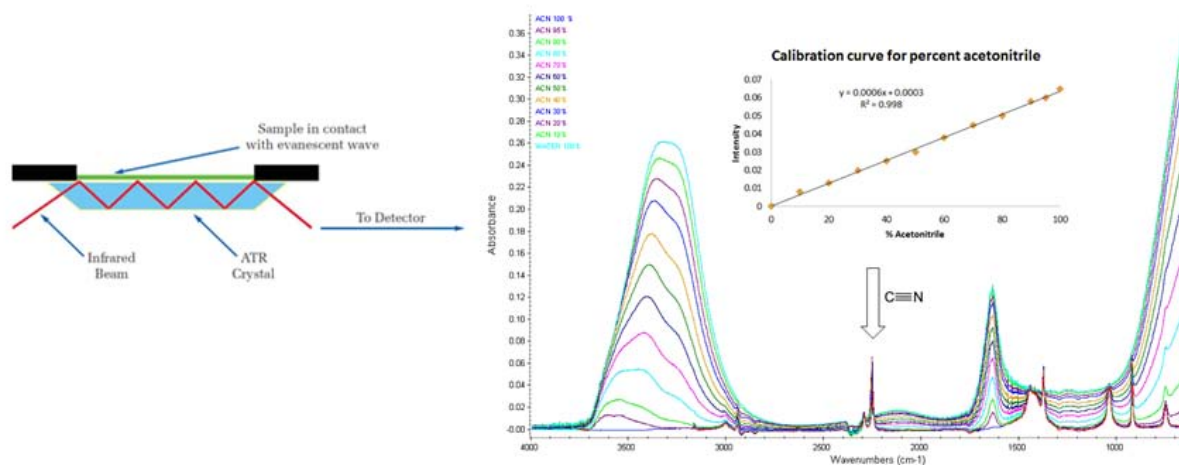 Sample in contact
with evanescent wave
To Detector
Infrared
Beam
ATR
Crystal
ACN 100 %
ACN 95%
ACN 90%
ACN 80%
ACN 70%
ACN 60%
ACN 50%
ACN 40%
ACN 30%
ACN 20%
ACN 10%
WATER 100%
Absorbance
0.36
0.34
0.32
0.30
0.28
0.26
0.24
0.22
0.20
0.18
0.16
0.14
0.12
0.10
0.08
0.06
0.04
0.02
-0.00
Calibration curve for percent acetonitrile
y = 0.0006x + 0.0003
R² = 0.998
Intensity
0.07
0.06
0.05
0.04
0.03
0.02
0.01
0
0 20 40 60 80 100
% Acetonitrile
C≡N
4000 3500 3000 2500 2000 1500 1000
Wavenumbers (cm-1)